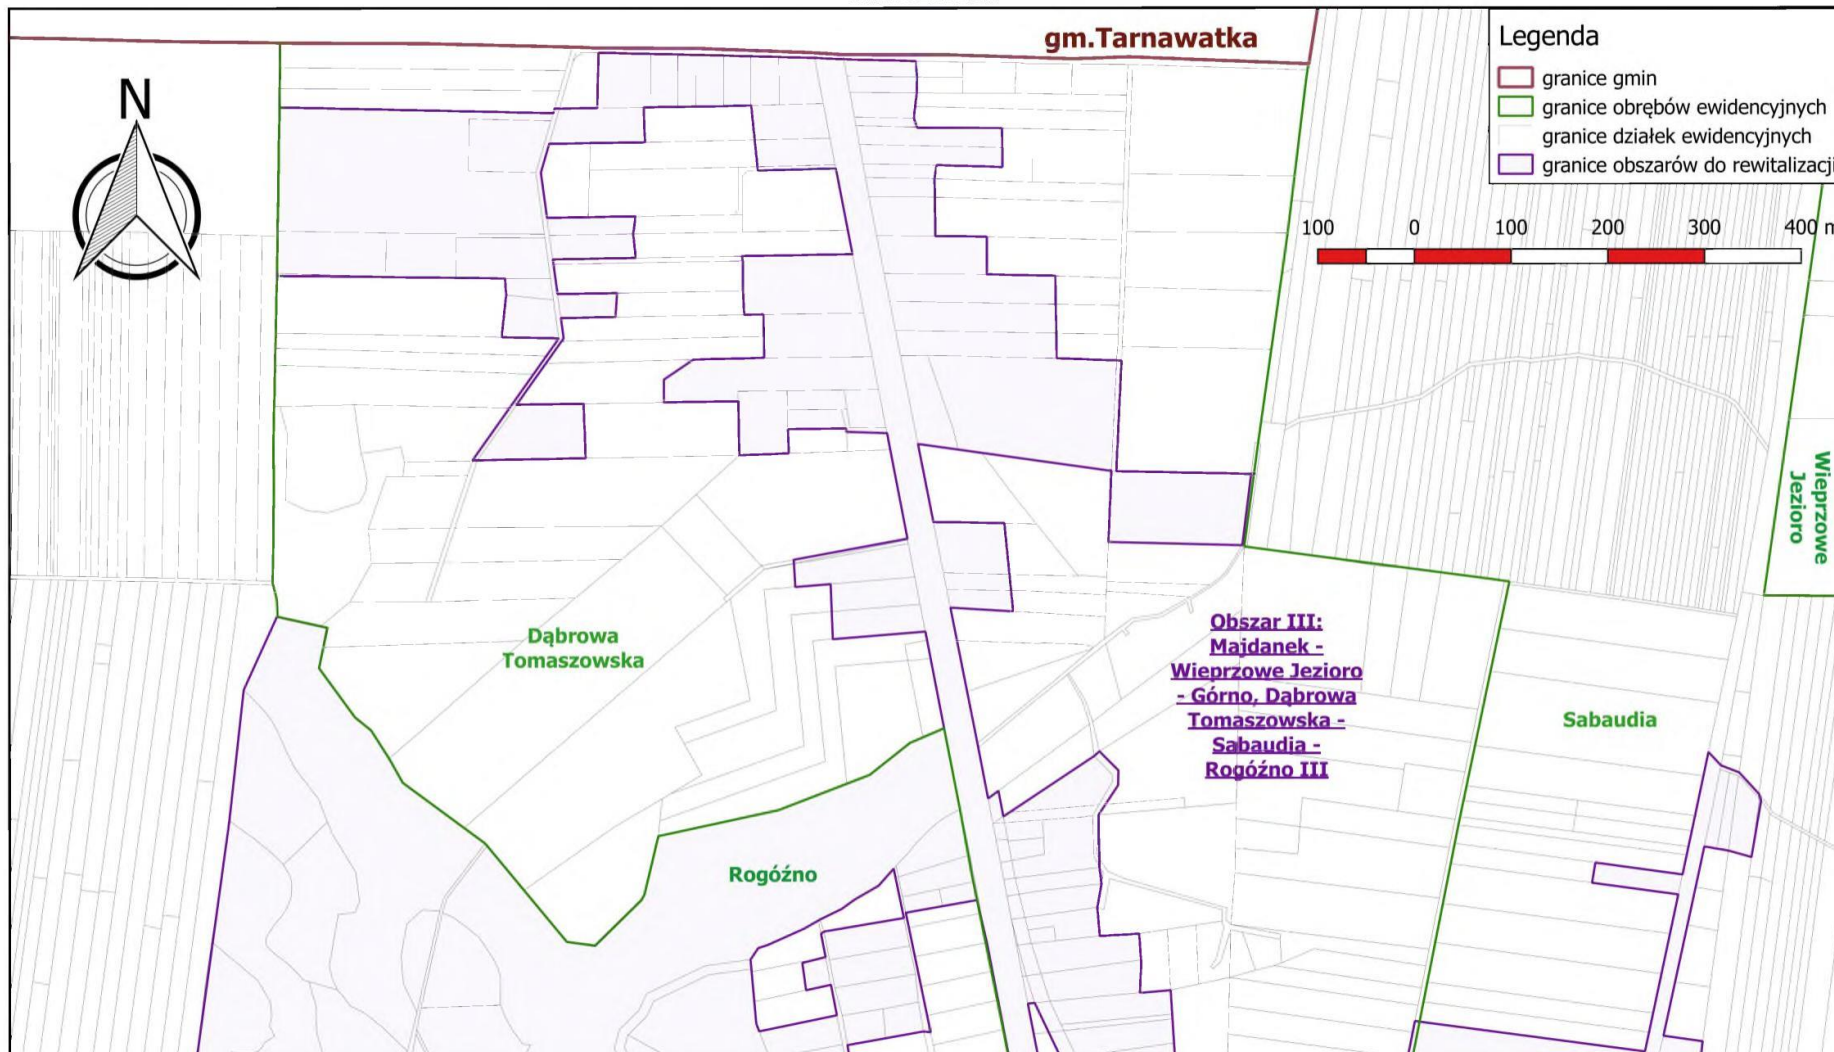 gm.Tarnawatka
Legenda
granice gmin
granice obrębów ewidencyjnych
granice działek ewidencyjnych
granice obszarów do rewitalizacji
N
100 0 100 200 300 400 m
Wieprzowe
Jezioro
Dąbrowa
Tomaszowska
Obszar III:
Majdanek -
Wieprzowe Jezioro
- Górno, Dąbrowa
Tomaszowska -
Sabaudia -
Rogóźno III
Sabaudia
Rogóźno